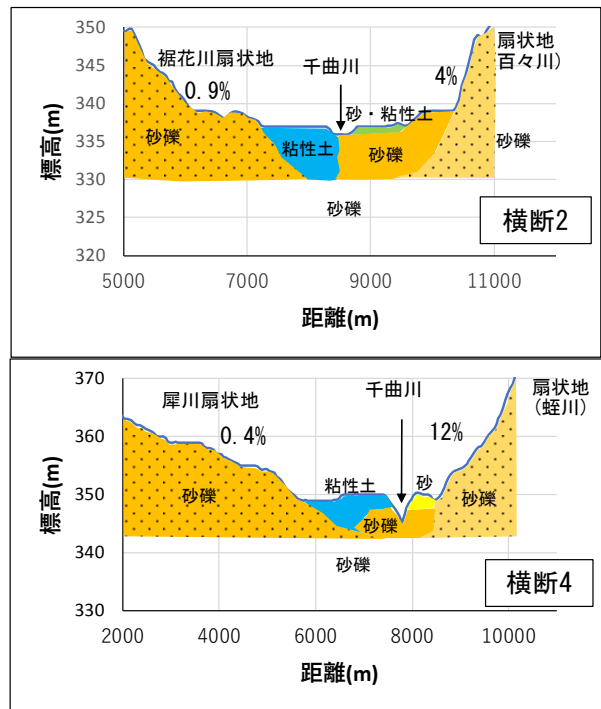 350
345
340
335
330
325
320
標高(m)
裾花川扇状地
0.9%
千曲川
4%
扇状地
百々川)
砂・粘性土
砂礫
粘性土
砂礫
砂礫
砂礫
横断2
5000
7000
9000
11000
距離(m)
370
360
350
340
330
標高(m)
犀川扇状地
0.4%
千曲川
12%
扇状地
(蛭川)
粘性土
砂
砂礫
砂礫
砂礫
砂礫
横断4
2000
4000
6000
8000
10000
距離(m)